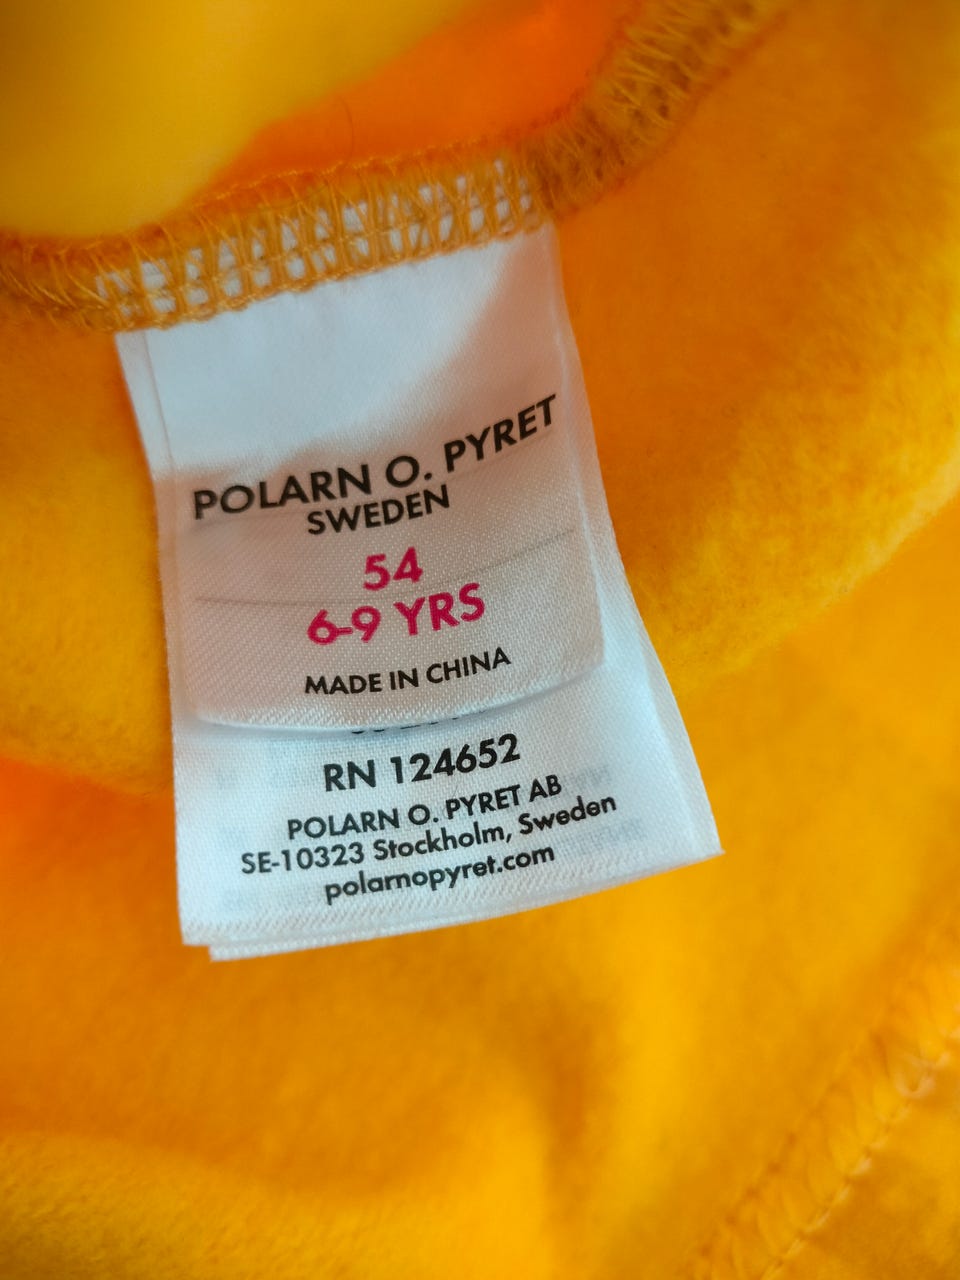 POLARN O. PYRET
SWEDEN
54
6-9 YRS
MADE IN CHINA
RN 124652
POLARN O. PYRET AB
SE-10323 Stockholm, Sweden
polarnopyret.com